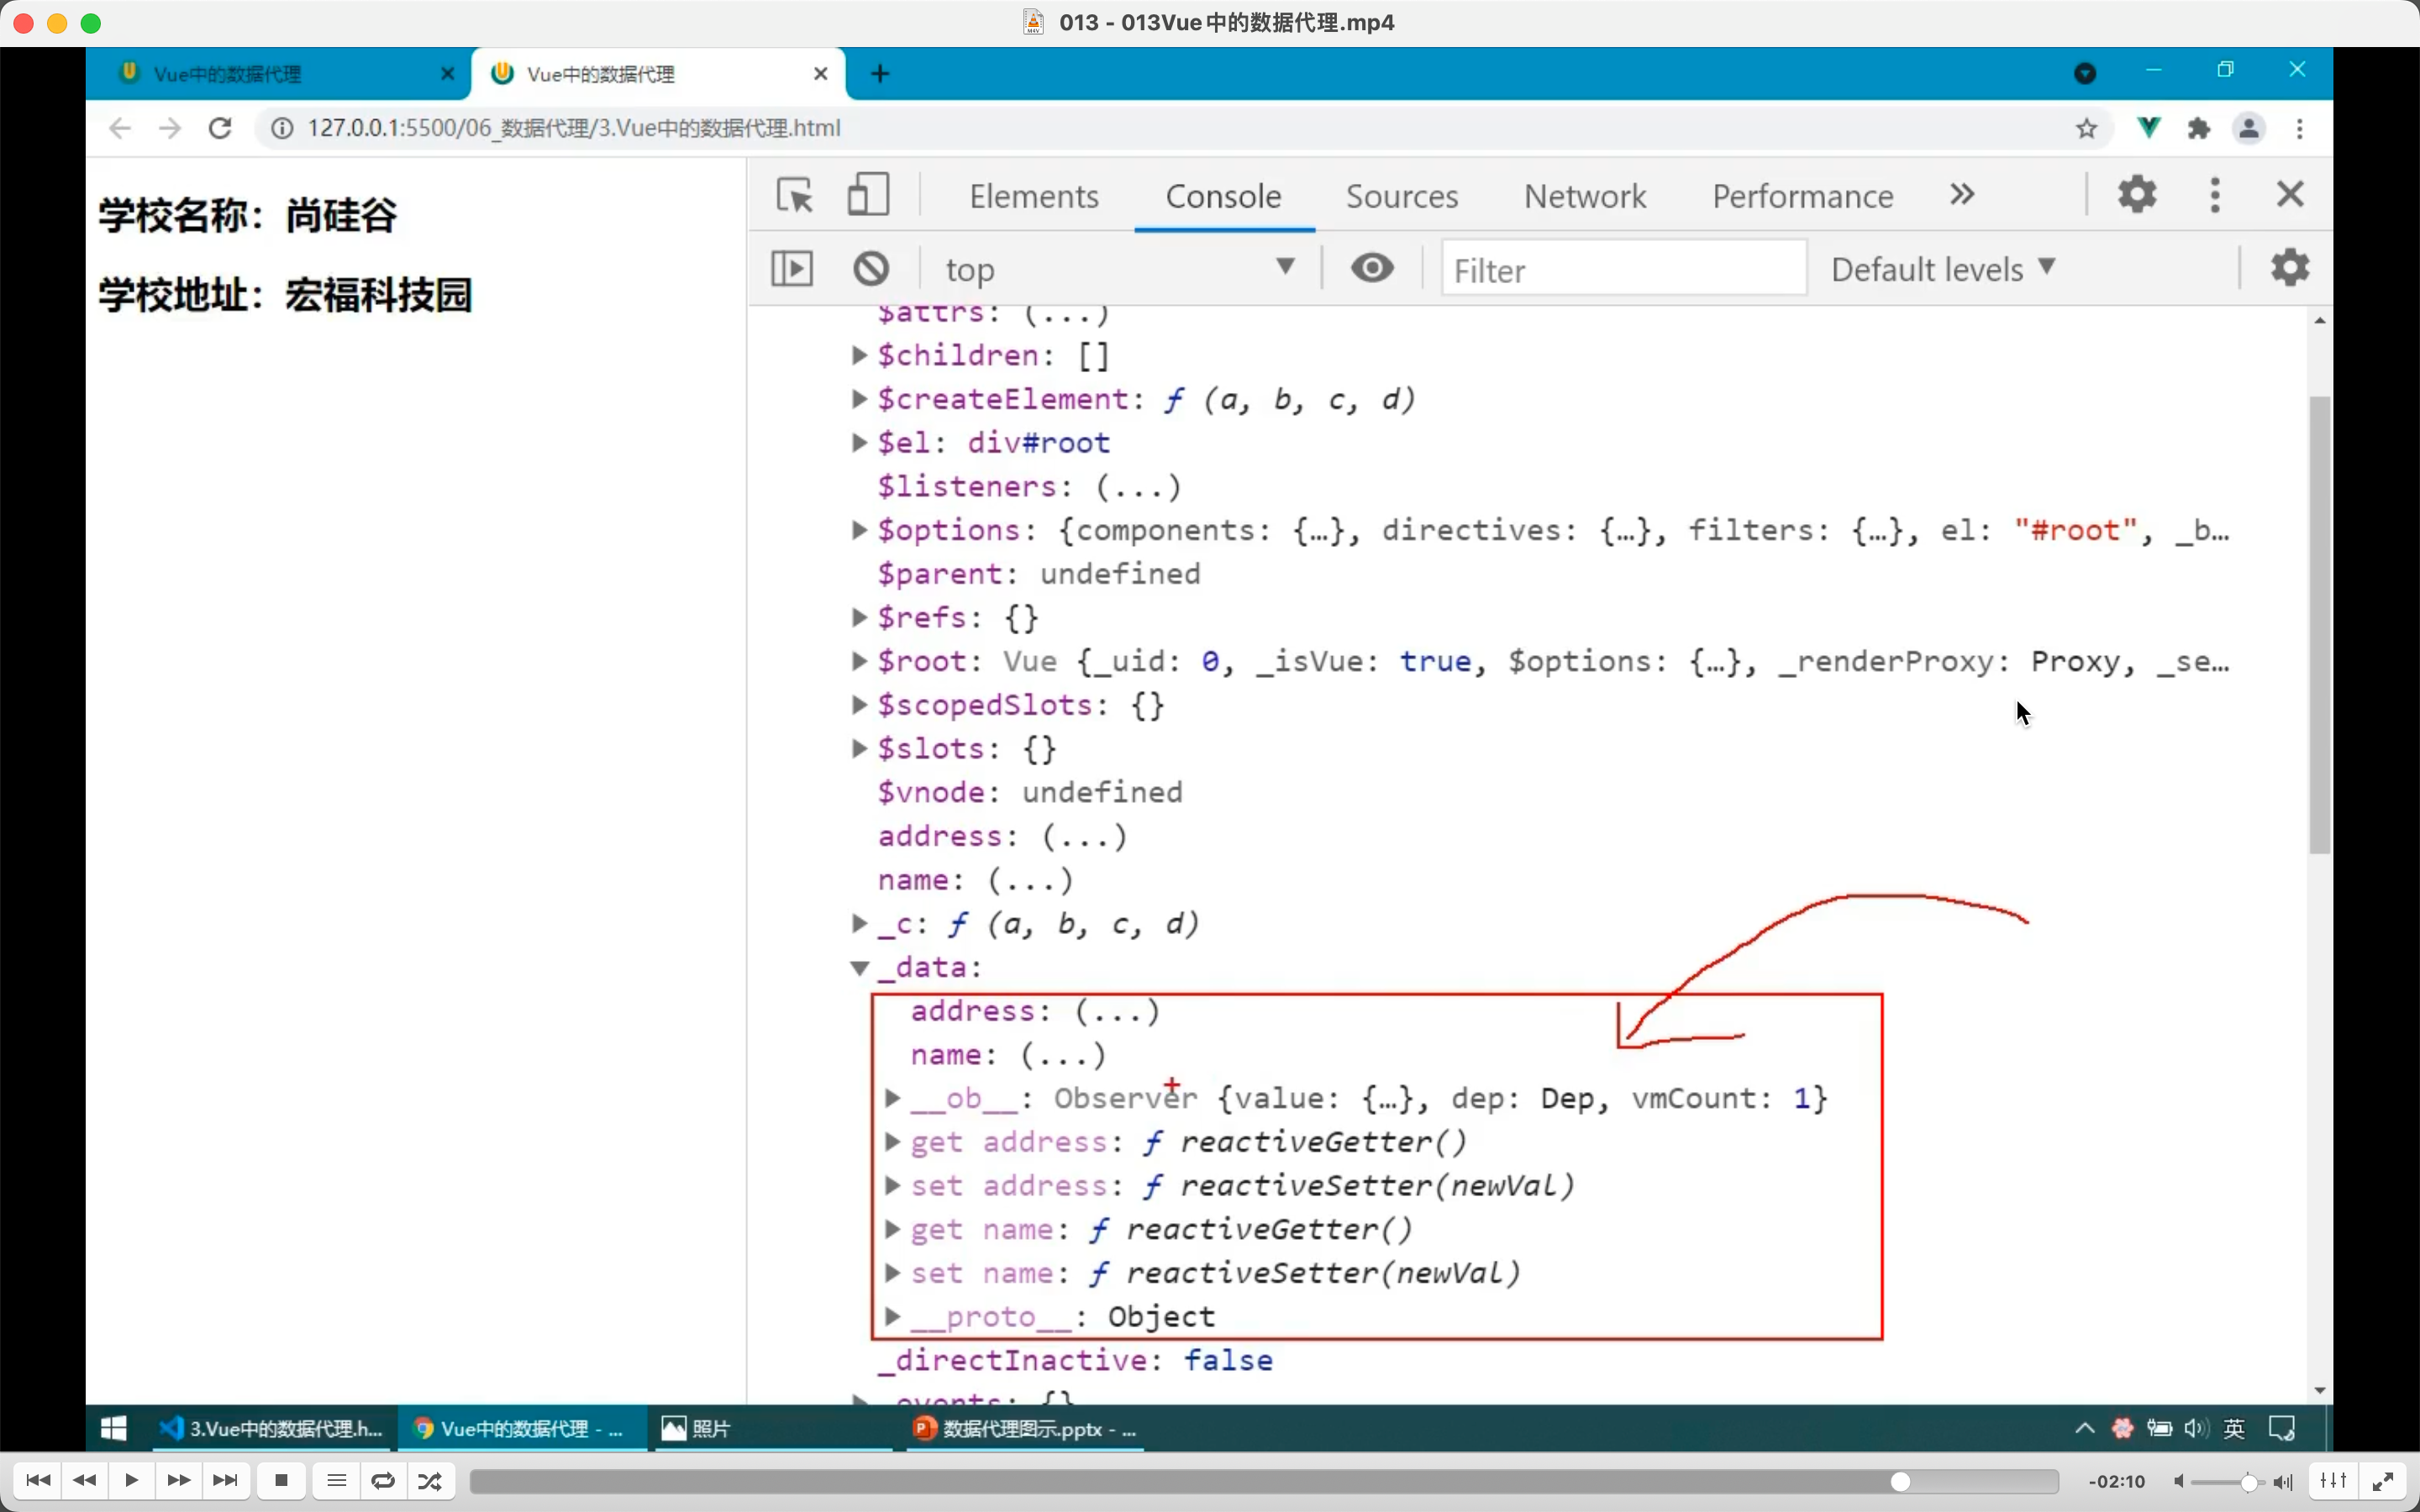 013 - 013Vue中的数据代理.mp4
Vue中的数据代理
Vue中的数据代理
127.0.0.1:5500/06_数据代理/3.Vue中的数据代理.html
学校名称：尚硅谷
学校地址：宏福科技园
Elements Console Sources Network Performance
top Filter Default levels
$attrs: (...)
$children: []
$createElement: ƒ (a, b, c, d)
$el: div#root
$listeners: (...)
$options: {components: {…}, directives: {…}, filters: {…}, el: "#root", _b…
$parent: undefined
$refs: {}
$root: Vue {_uid: 0, _isVue: true, $options: {…}, _renderProxy: Proxy, _se…
$scopedSlots: {}
$slots: {}
$vnode: undefined
address: (...)
name: (...)
_c: ƒ (a, b, c, d)
_data:
address: (...)
name: (...)
__ob__: Observer {value: {…}, dep: Dep, vmCount: 1}
get address: ƒ reactiveGetter()
set address: ƒ reactiveSetter(newVal)
get name: ƒ reactiveGetter()
set name: ƒ reactiveSetter(newVal)
__proto__: Object
_directInactive: false
_events: {}
3.Vue中的数据代理.h... Vue中的数据代理 - ... 照片 数据代理图示.pptx - ... 英
-02:10